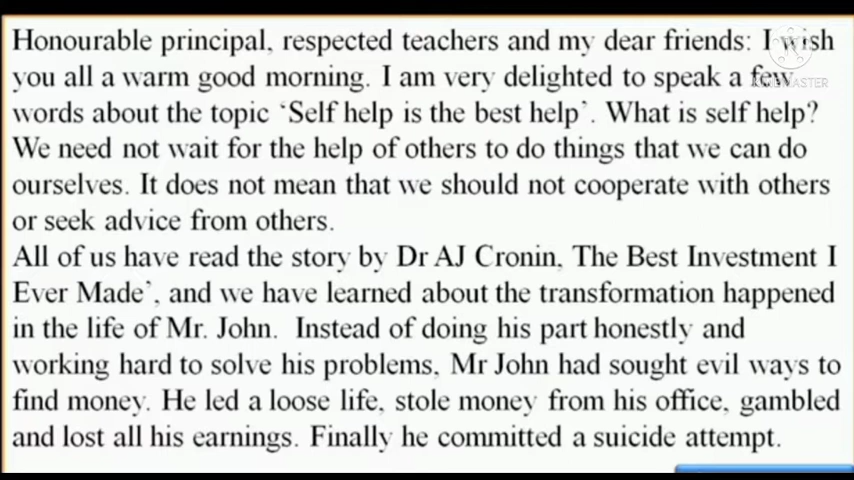 Honourable principal, respected teachers and my dear friends: I wish
you all a warm good morning. I am very delighted to speak a few
words about the topic ‘Self help is the best help’. What is self help?
We need not wait for the help of others to do things that we can do
ourselves. It does not mean that we should not cooperate with others
or seek advice from others.
All of us have read the story by Dr AJ Cronin, The Best Investment I
Ever Made’, and we have learned about the transformation happened
in the life of Mr. John. Instead of doing his part honestly and
working hard to solve his problems, Mr John had sought evil ways to
find money. He led a loose life, stole money from his office, gambled
and lost all his earnings. Finally he committed a suicide attempt.